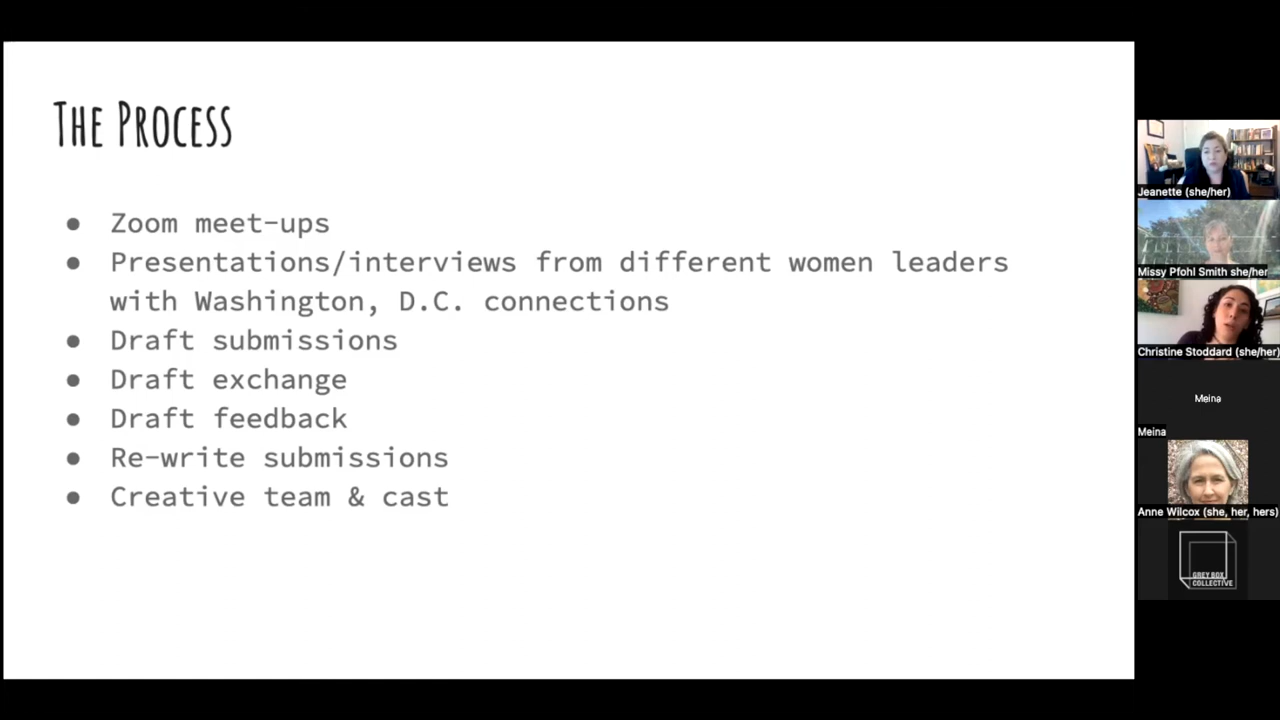 The Process
● Zoom meet-ups
● Presentations/interviews from different women leaders
with Washington, D.C. connections
● Draft submissions
● Draft exchange
● Draft feedback
● Re-write submissions
● Creative team & cast
Jeanette (she/her)
Missy Pfohl Smith she/her
Christine Stoddard (she/her)
Meina
Meina
Anne Wilcox (she, her, hers)
GREY BOX
COLLECTIVE